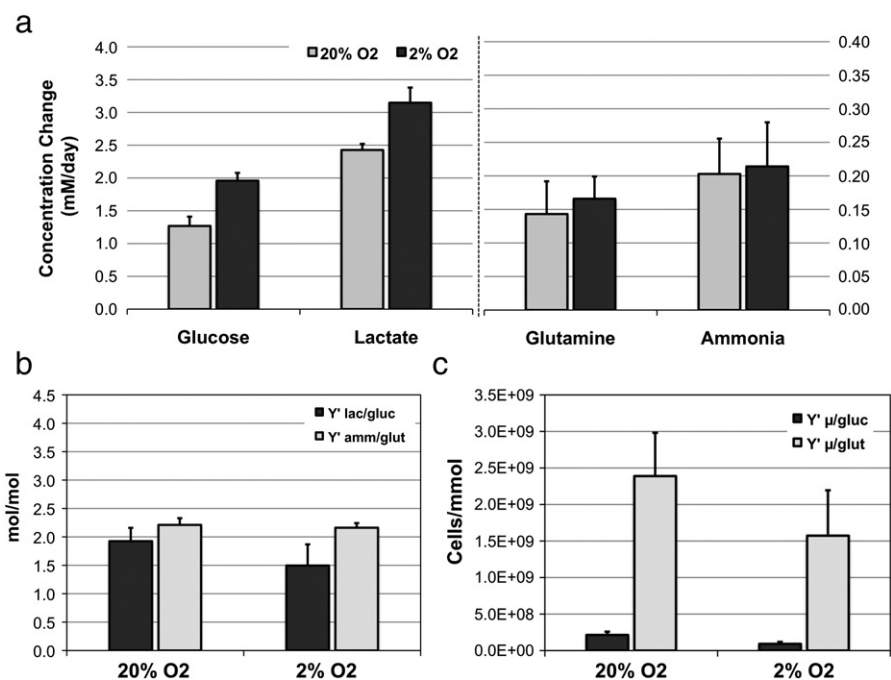 a
4.0
3.5
3.0
2.5
2.0
1.5
1.0
0.5
0.0
Concentration Change
(mM/day)
20% O2 2% O2
0.40
0.35
0.30
0.25
0.20
0.15
0.10
0.05
0.00
Glucose Lactate Glutamine Ammonia
b
4.5
4.0
3.5
3.0
2.5
2.0
1.5
1.0
0.5
0.0
mol/mol
Y' lac/gluc
Y' amm/glut
20% O2 2% O2
c
3.5E+09
3.0E+09
2.5E+09
2.0E+09
1.5E+09
1.0E+09
5.0E+08
0.0E+00
Cells/mmol
Y' µ/gluc
Y' µ/glut
20% O2 2% O2